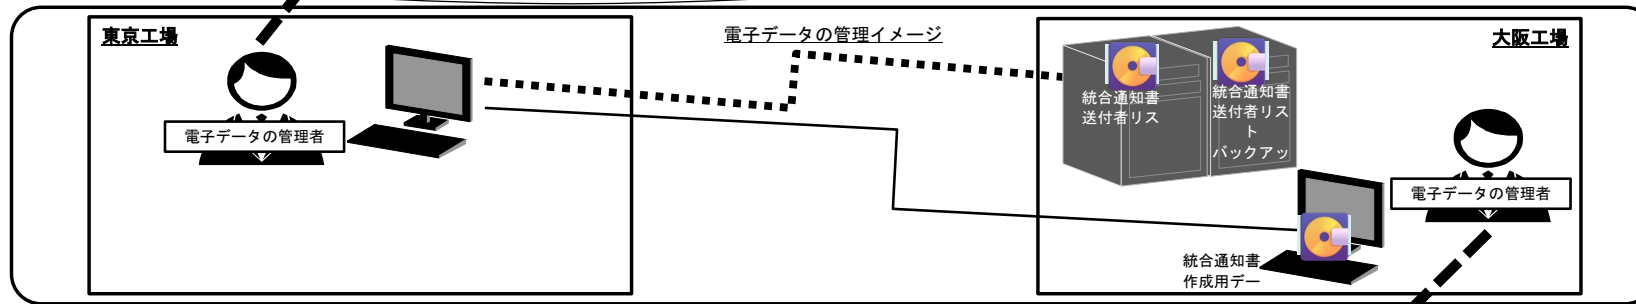 東京工場
電子データの管理イメージ
大阪工場
電子データの管理者
統合通知書
送付者リス
統合通知書
送付者リス
ト
バックアッ
電子データの管理者
統合通知書
作成用デー